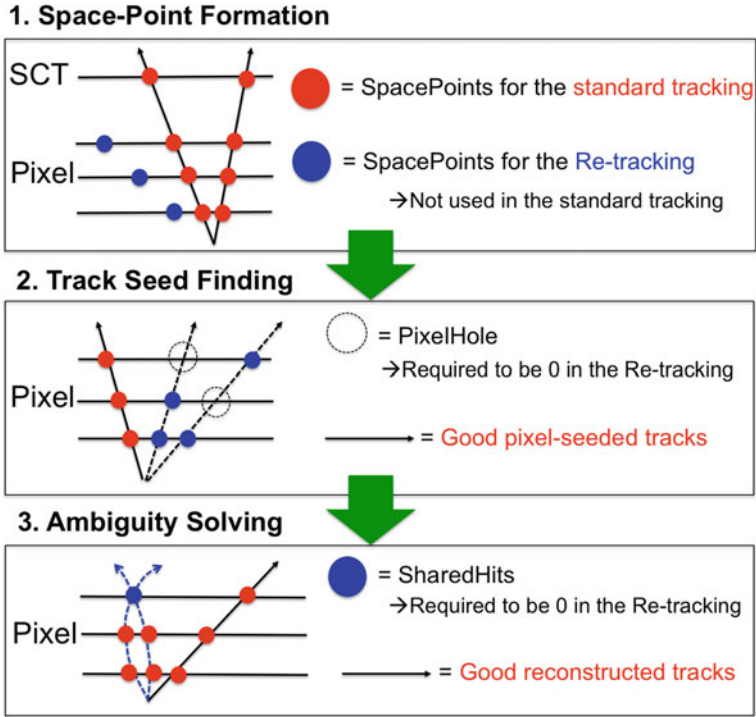 1. Space-Point Formation
SCT
= SpacePoints for the standard tracking
Pixel
= SpacePoints for the Re-tracking
→Not used in the standard tracking
2. Track Seed Finding
= PixelHole
→Required to be 0 in the Re-tracking
Pixel
= Good pixel-seeded tracks
3. Ambiguity Solving
= SharedHits
→Required to be 0 in the Re-tracking
Pixel
= Good reconstructed tracks